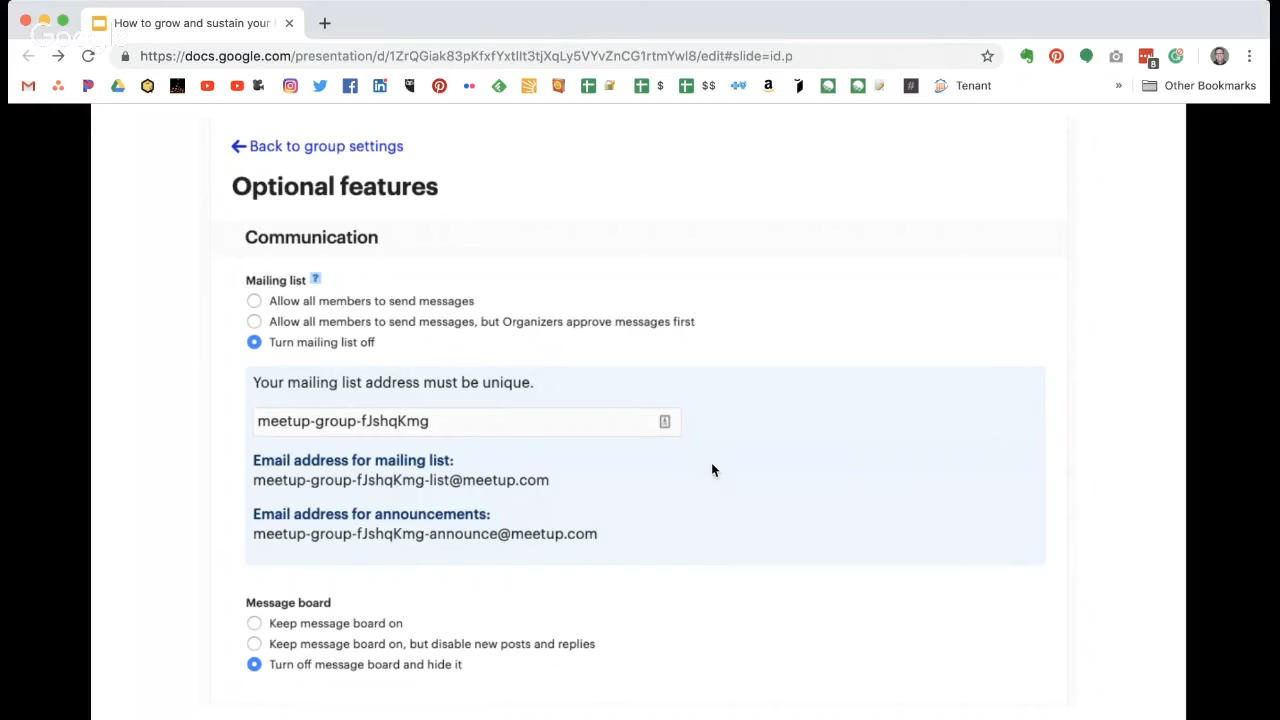 How to grow and sustain your
Google
https://docs.google.com/presentation/d/1ZrQGiak83pKfxfYxtIIt3tjXqLy5VYvZnCG1rtmYwl8/edit#slide=id.p
8
$
$$
Tenant
»
Other Bookmarks
Back to group settings
Optional features
Communication
Mailing list ?
Allow all members to send messages
Allow all members to send messages, but Organizers approve messages first
Turn mailing list off
Your mailing list address must be unique.
meetup-group-fJshqKmg
Email address for mailing list:
meetup-group-fJshqKmg-list@meetup.com
Email address for announcements:
meetup-group-fJshqKmg-announce@meetup.com
Message board
Keep message board on
Keep message board on, but disable new posts and replies
Turn off message board and hide it